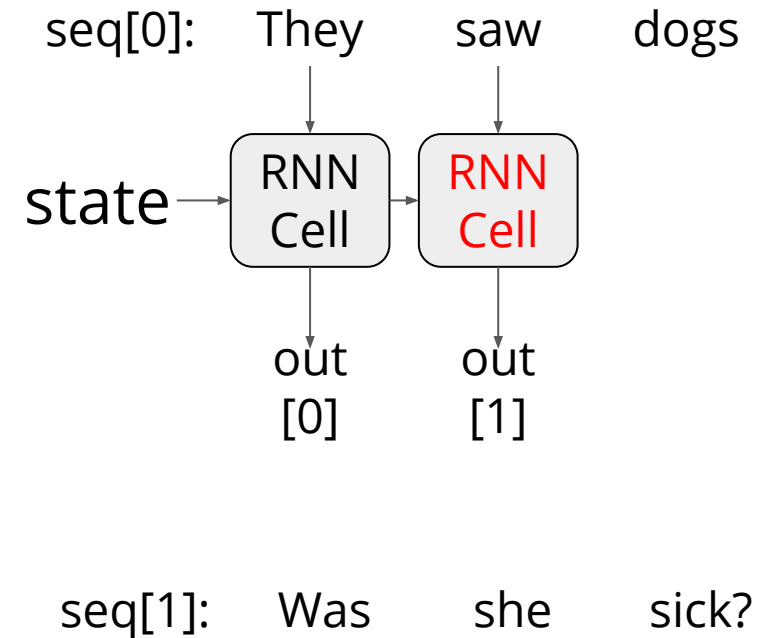 seq[0]: They saw dogs
state
RNN
Cell
RNN
Cell
out
[0]
out
[1]
seq[1]: Was she sick?